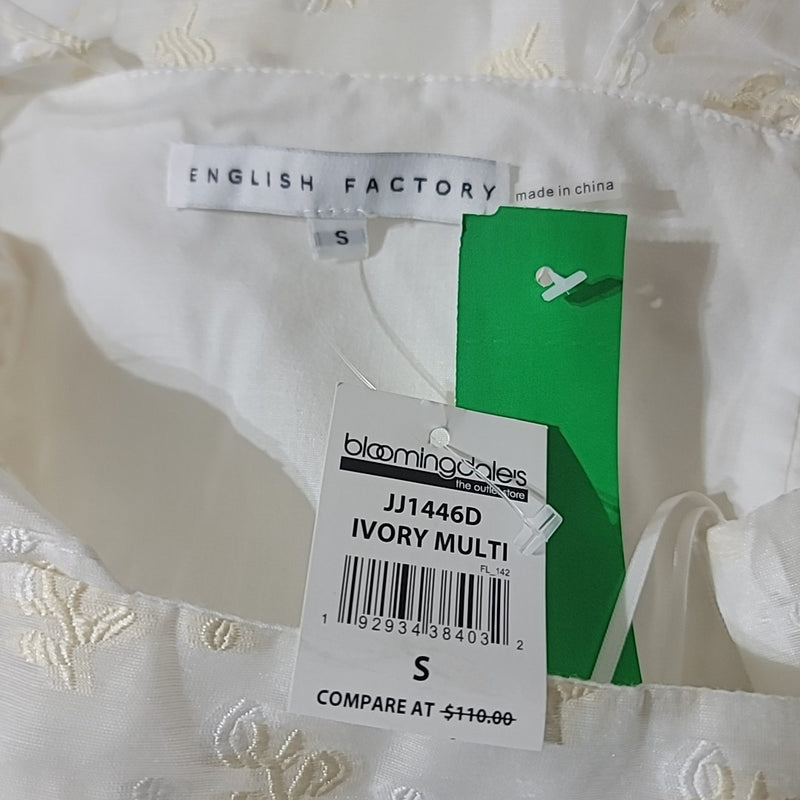 ENGLISH FACTORY
made in china
S
bloomingdale's
the outlet store
JJ1446D
IVORY MULTI
FL_142
1 92934 38403 2
S
COMPARE AT $110.00